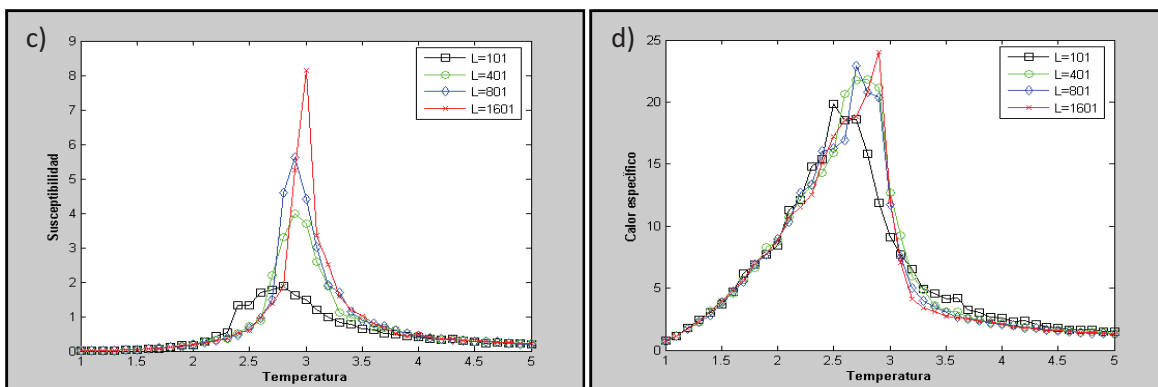 c)
9
8
7
6
5
4
3
2
1
0
Susceptibilidad
L=101
L=401
L=801
L=1601
1 1.5 2 2.5 3 3.5 4 4.5 5
Temperatura
d)
25
20
15
10
5
0
Calor específico
L=101
L=401
L=801
L=1601
1 1.5 2 2.5 3 3.5 4 4.5 5
Temperatura